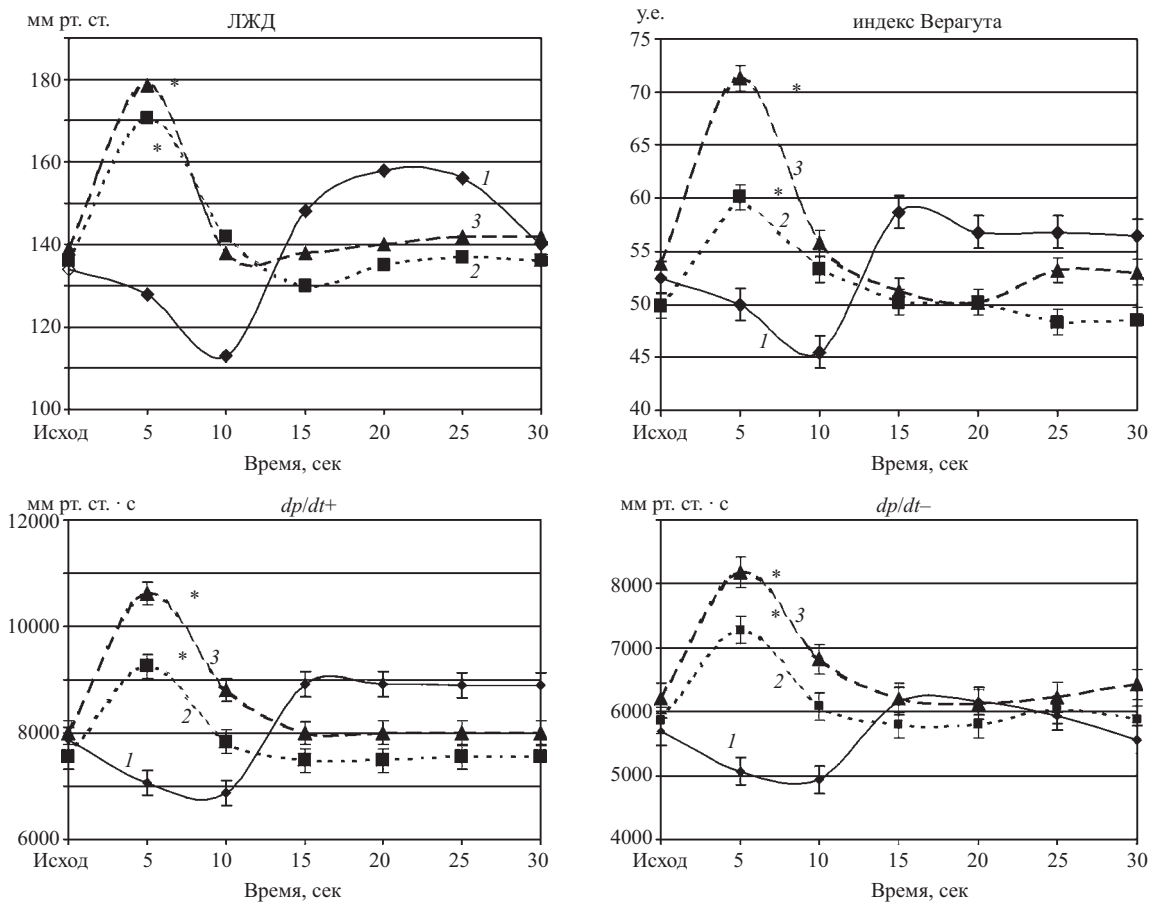 мм рт. ст.
ЛЖД
180
160
140
120
100
*
*
1
3
2
Исход 5 10 15 20 25 30
Время, сек
у.е.
индекс Верагута
75
70
65
60
55
50
45
40
*
3
*
2
1
Исход 5 10 15 20 25 30
Время, сек
мм рт. ст. · с
dp/dt+
12000
10000
8000
6000
*
*
3
2
1
Исход 5 10 15 20 25 30
Время, сек
мм рт. ст. · с
dp/dt–
8000
7000
6000
5000
4000
*
*
3
2
1
Исход 5 10 15 20 25 30
Время, сек